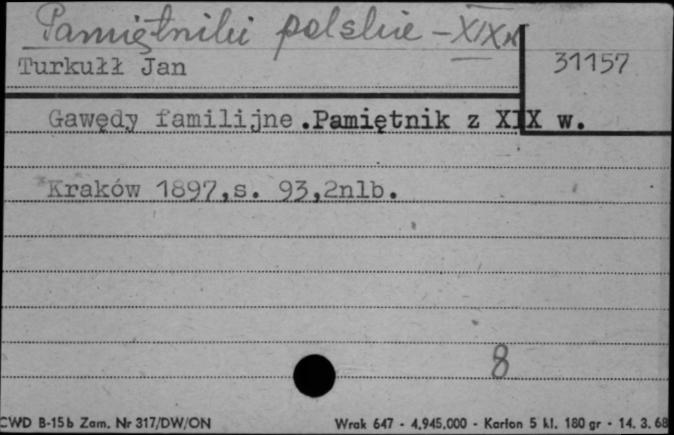 Pamiętniki polskie - XIX w
Turkułł Jan
31157
Gawędy familijne.Pamiętnik z XIX w.
Kraków 1897,s. 93,2nlb.
8
CWD B-15b Zam. Nr 317/DW/ON Wrak 647 - 4.945.000 - Karton 5 kl. 180 gr - 14. 3. 68